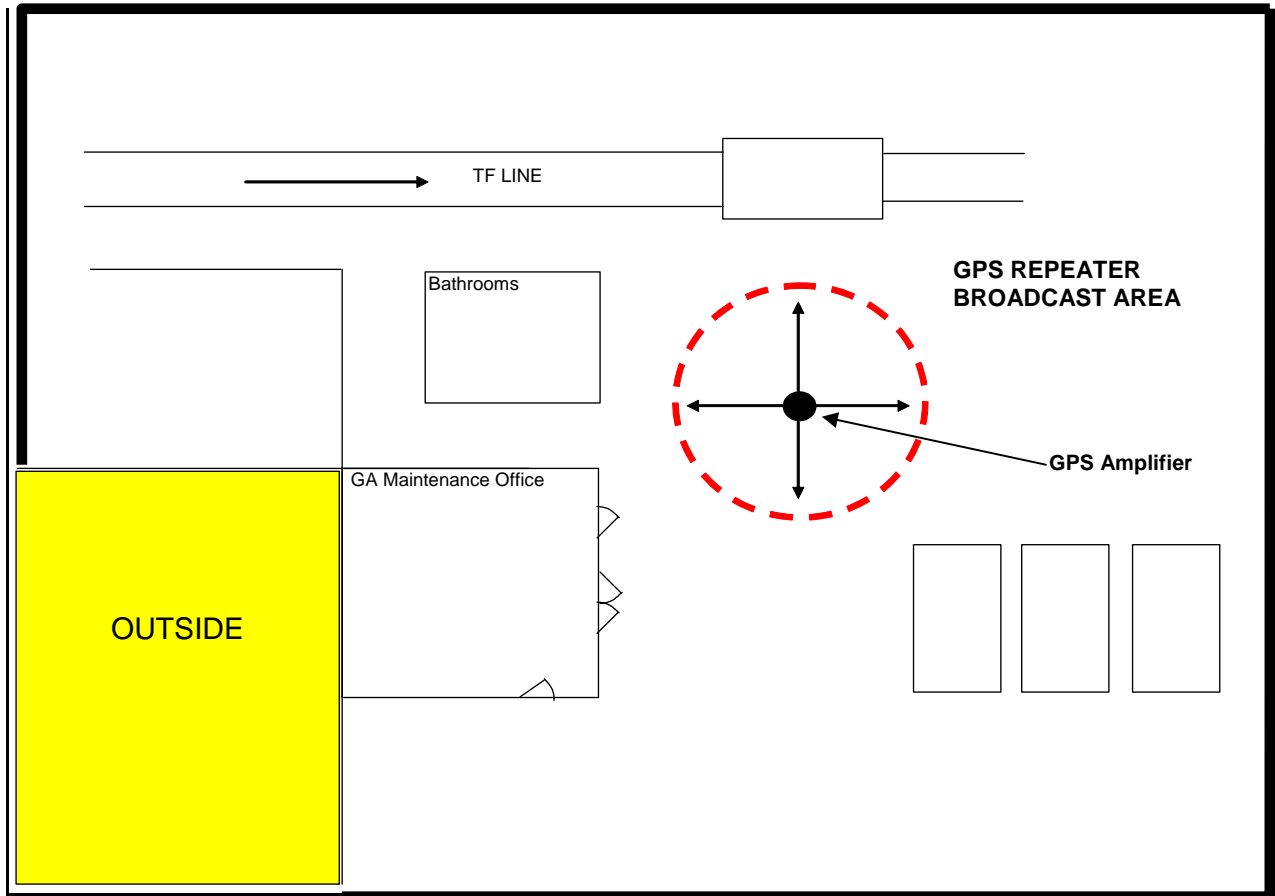 TF LINE
Bathrooms
GPS REPEATER
BROADCAST AREA
GPS Amplifier
GA Maintenance Office
OUTSIDE